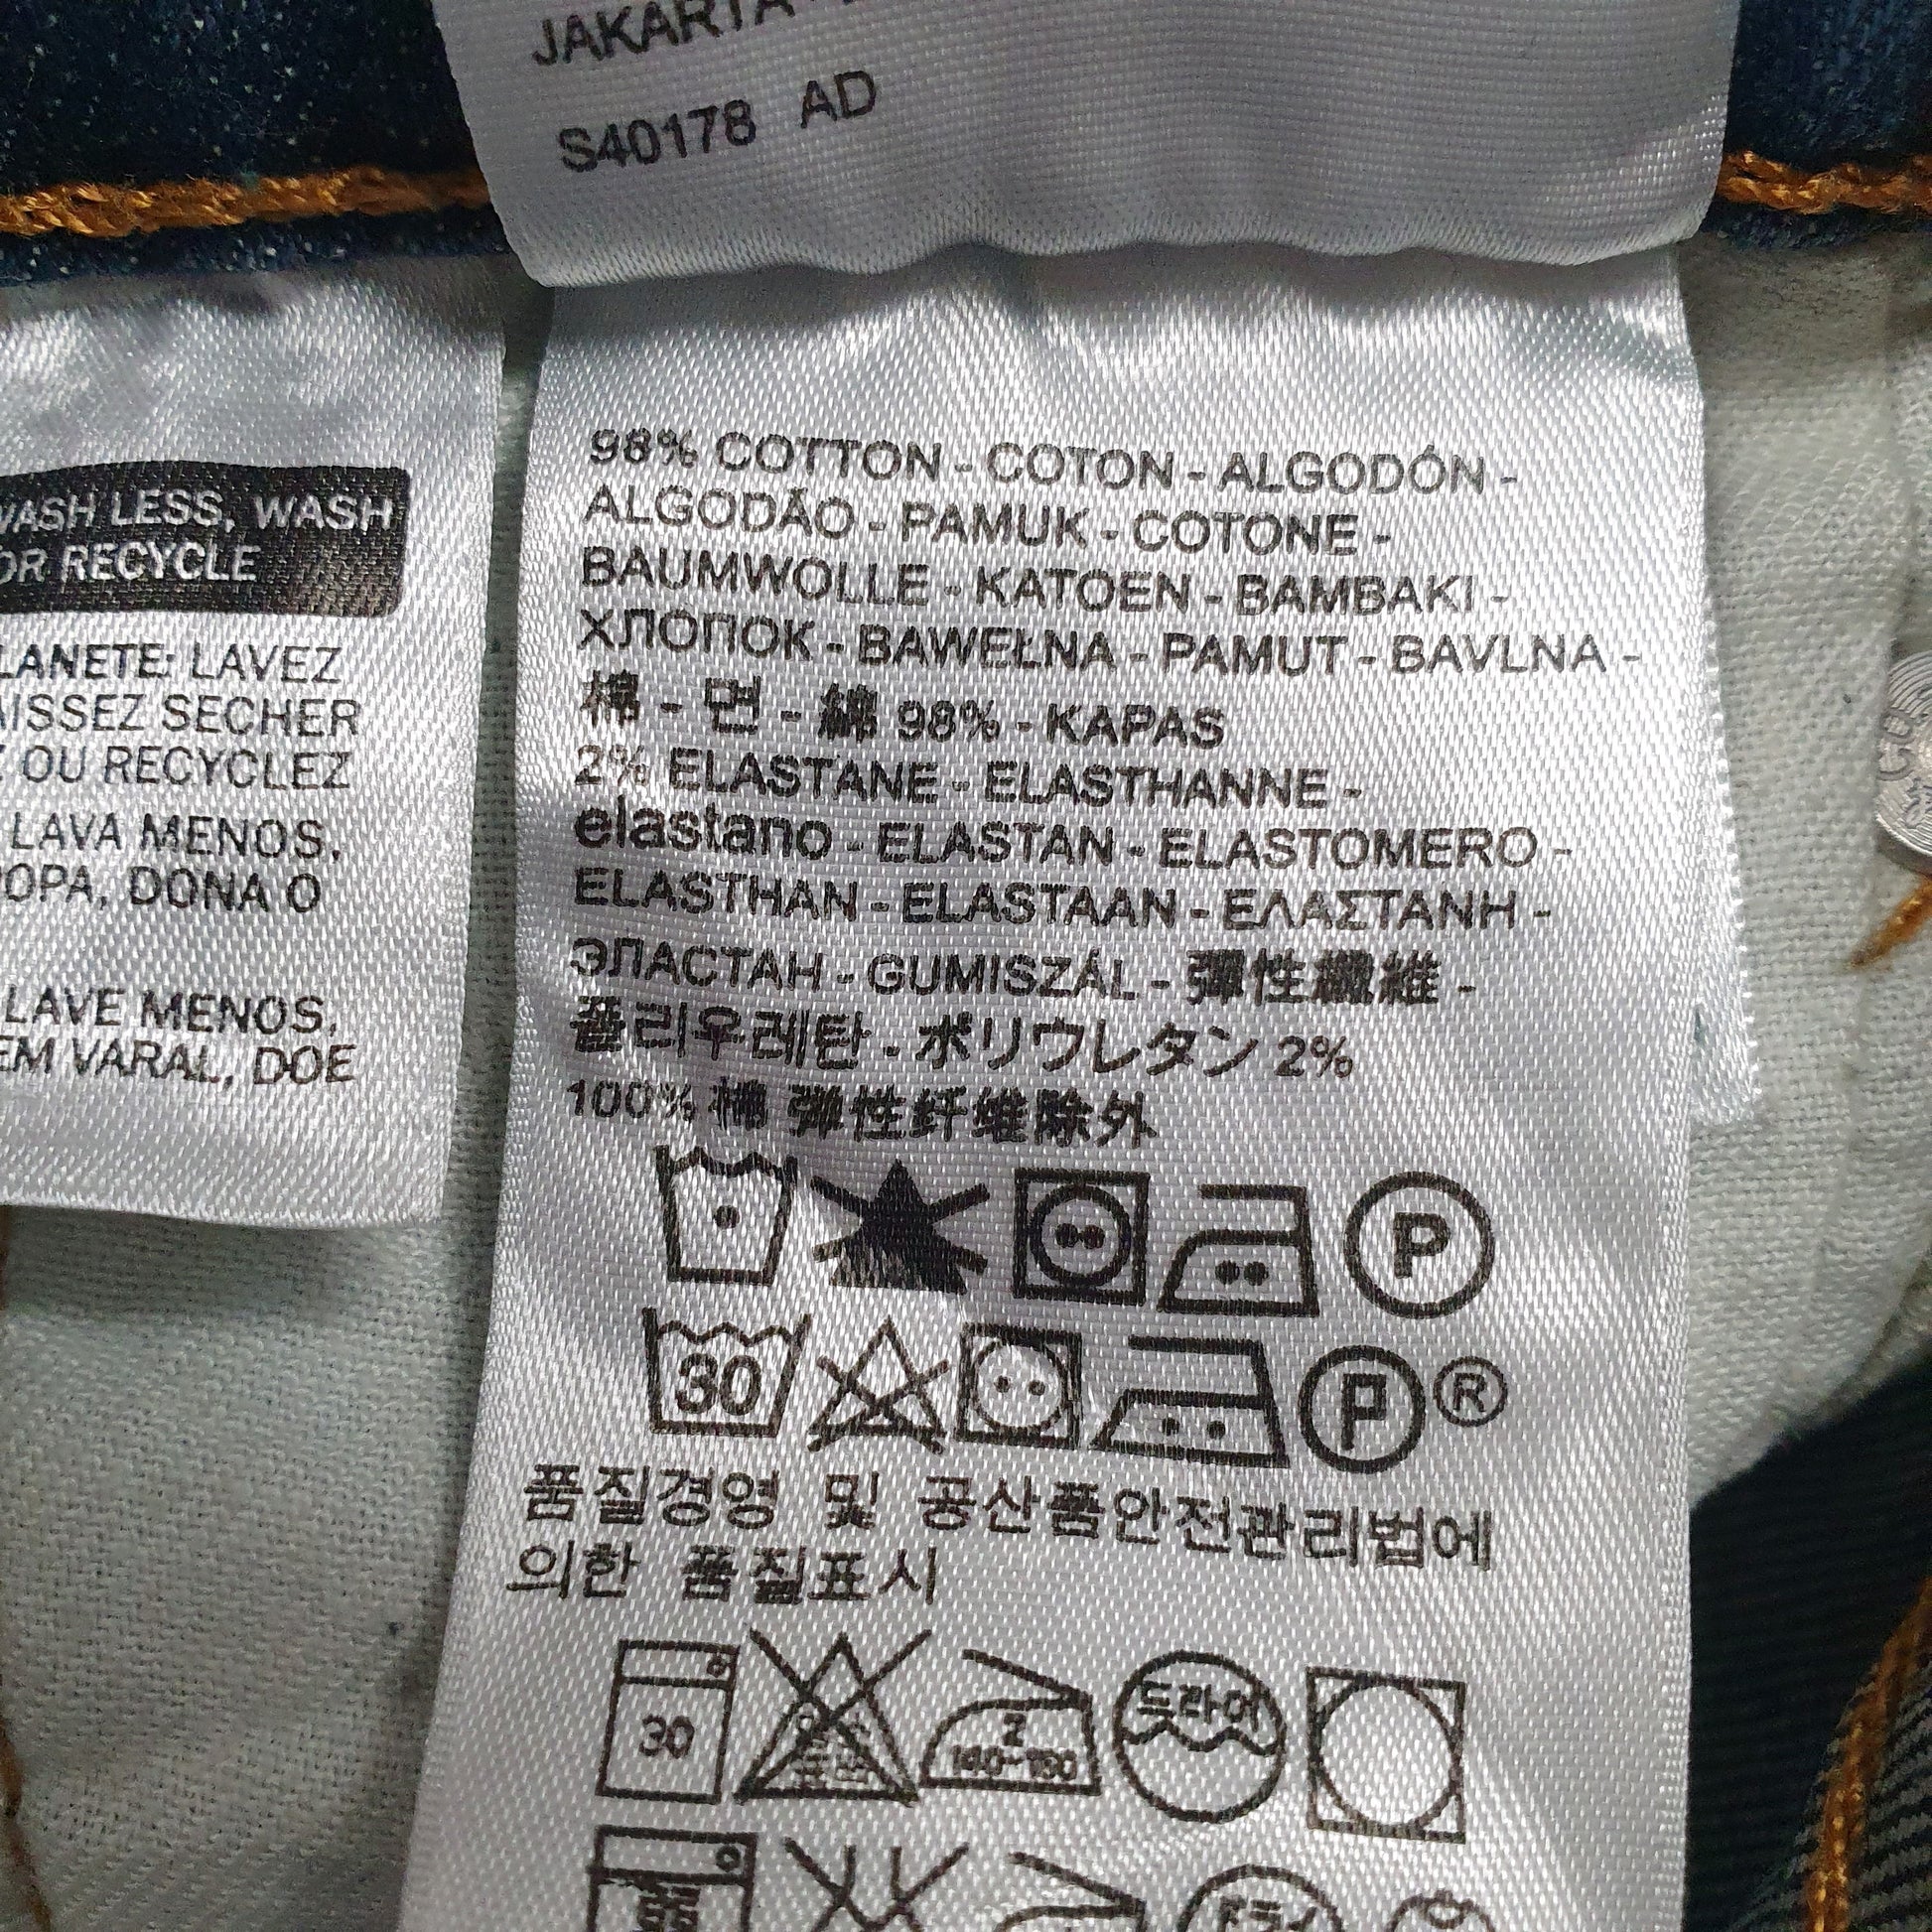 JAKARTA
S40178 AD
WASH LESS, WASH
OR RECYCLE
LANETE: LAVEZ
AISSEZ SECHER
Z OU RECYCLEZ
LAVA MENOS,
OPA, DONA O
LAVE MENOS,
EM VARAL, DOE
98% COTTON - COTON - ALGODÓN -
ALGODÃO - PAMUK - COTONE -
BAUMWOLLE - KATOEN - BAMBAKI -
ХЛОПОК - BAWEŁNA - PAMUT - BAVLNA -
棉 - 면 - 綿 98% - KAPAS
2% ELASTANE - ELASTHANNE -
elastano - ELASTAN - ELASTOMERO -
ELASTHAN - ELASTAAN - ΕΛΑΣΤΑΝΗ -
ЭЛАСТАН - GUMISZÁL - 彈性纖維 -
폴리우레탄 - ポリウレタン 2%
100% 棉 弹性纤维除外
P
30 P ®
품질경영 및 공산품안전관리법에
의한 품질표시
30 2 140~160 드라이